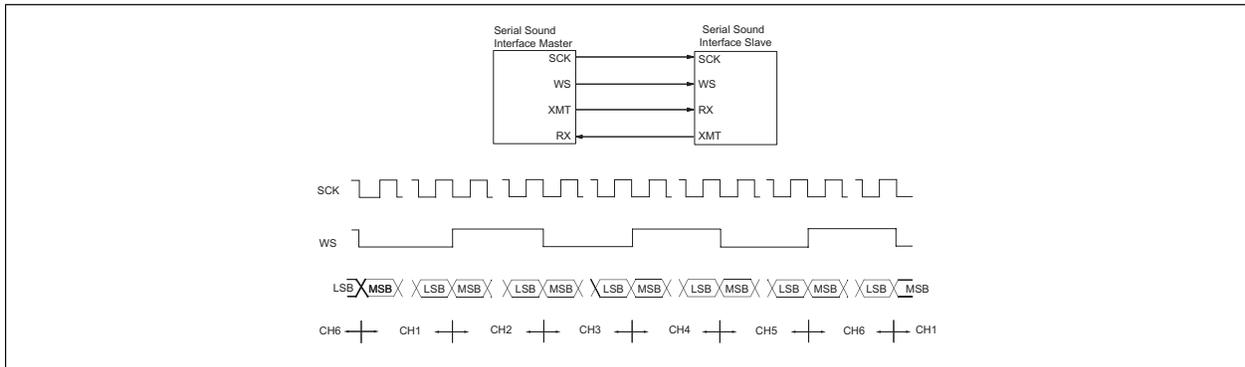 Serial Sound
Interface Master
Serial Sound
Interface Slave
SCK
SCK
WS
WS
XMT
RX
RX
XMT
SCK
WS
LSB MSB LSB MSB LSB MSB LSB MSB LSB MSB LSB MSB LSB MSB
CH6 CH1 CH2 CH3 CH4 CH5 CH6 CH1